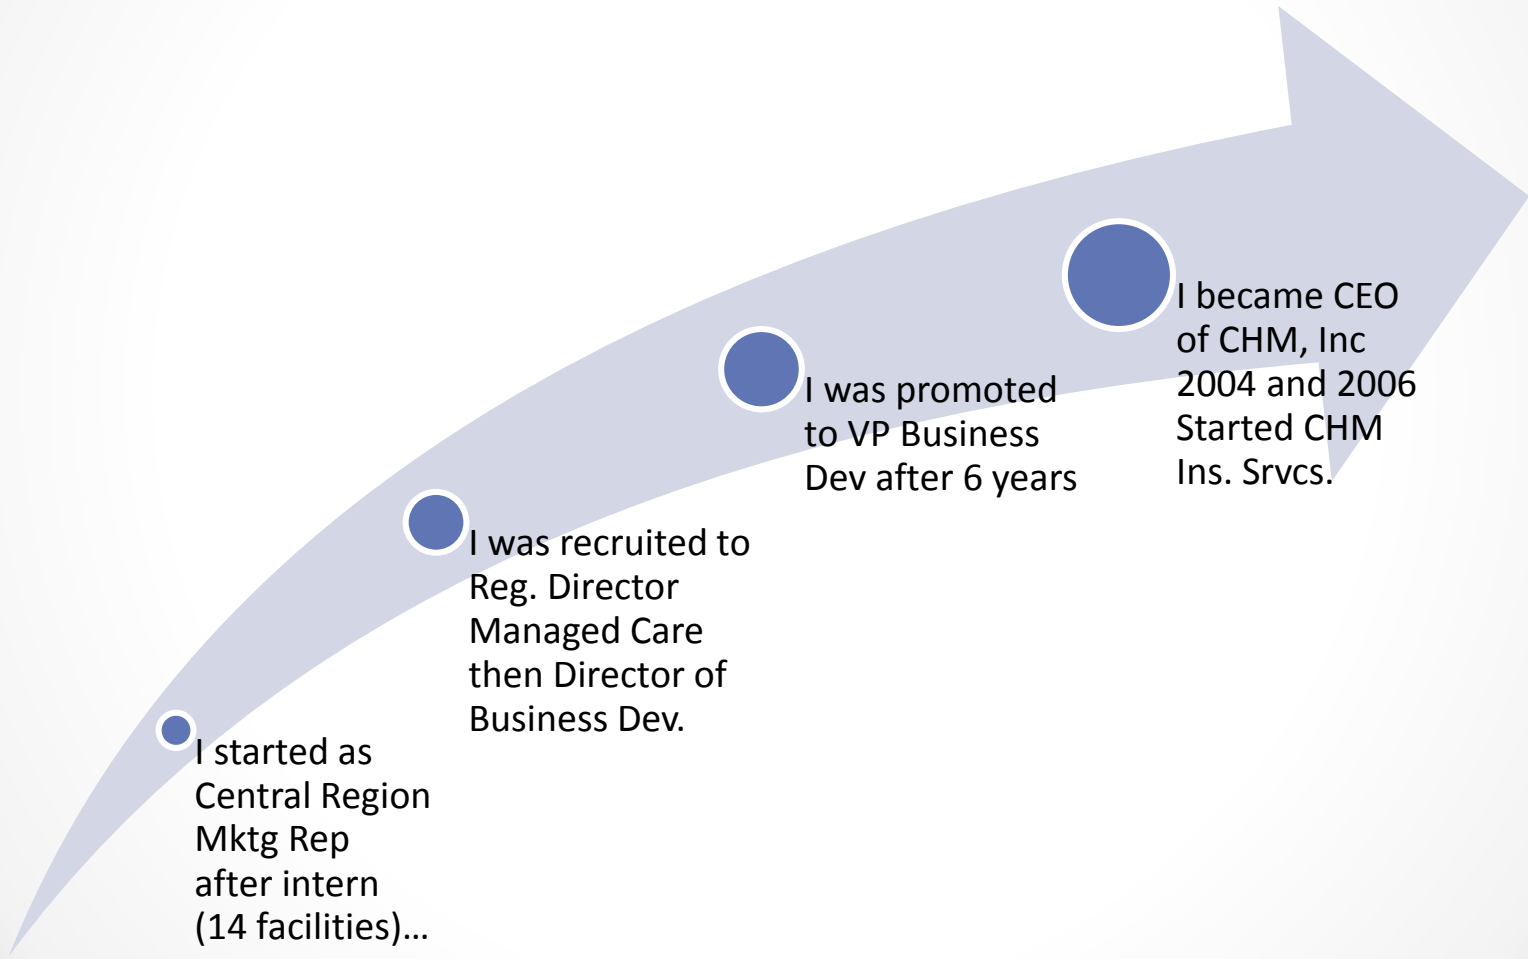 I started as
Central Region
Mktg Rep
after intern
(14 facilities)…
I was recruited to
Reg. Director
Managed Care
then Director of
Business Dev.
I was promoted
to VP Business
Dev after 6 years
I became CEO
of CHM, Inc
2004 and 2006
Started CHM
Ins. Srvcs.